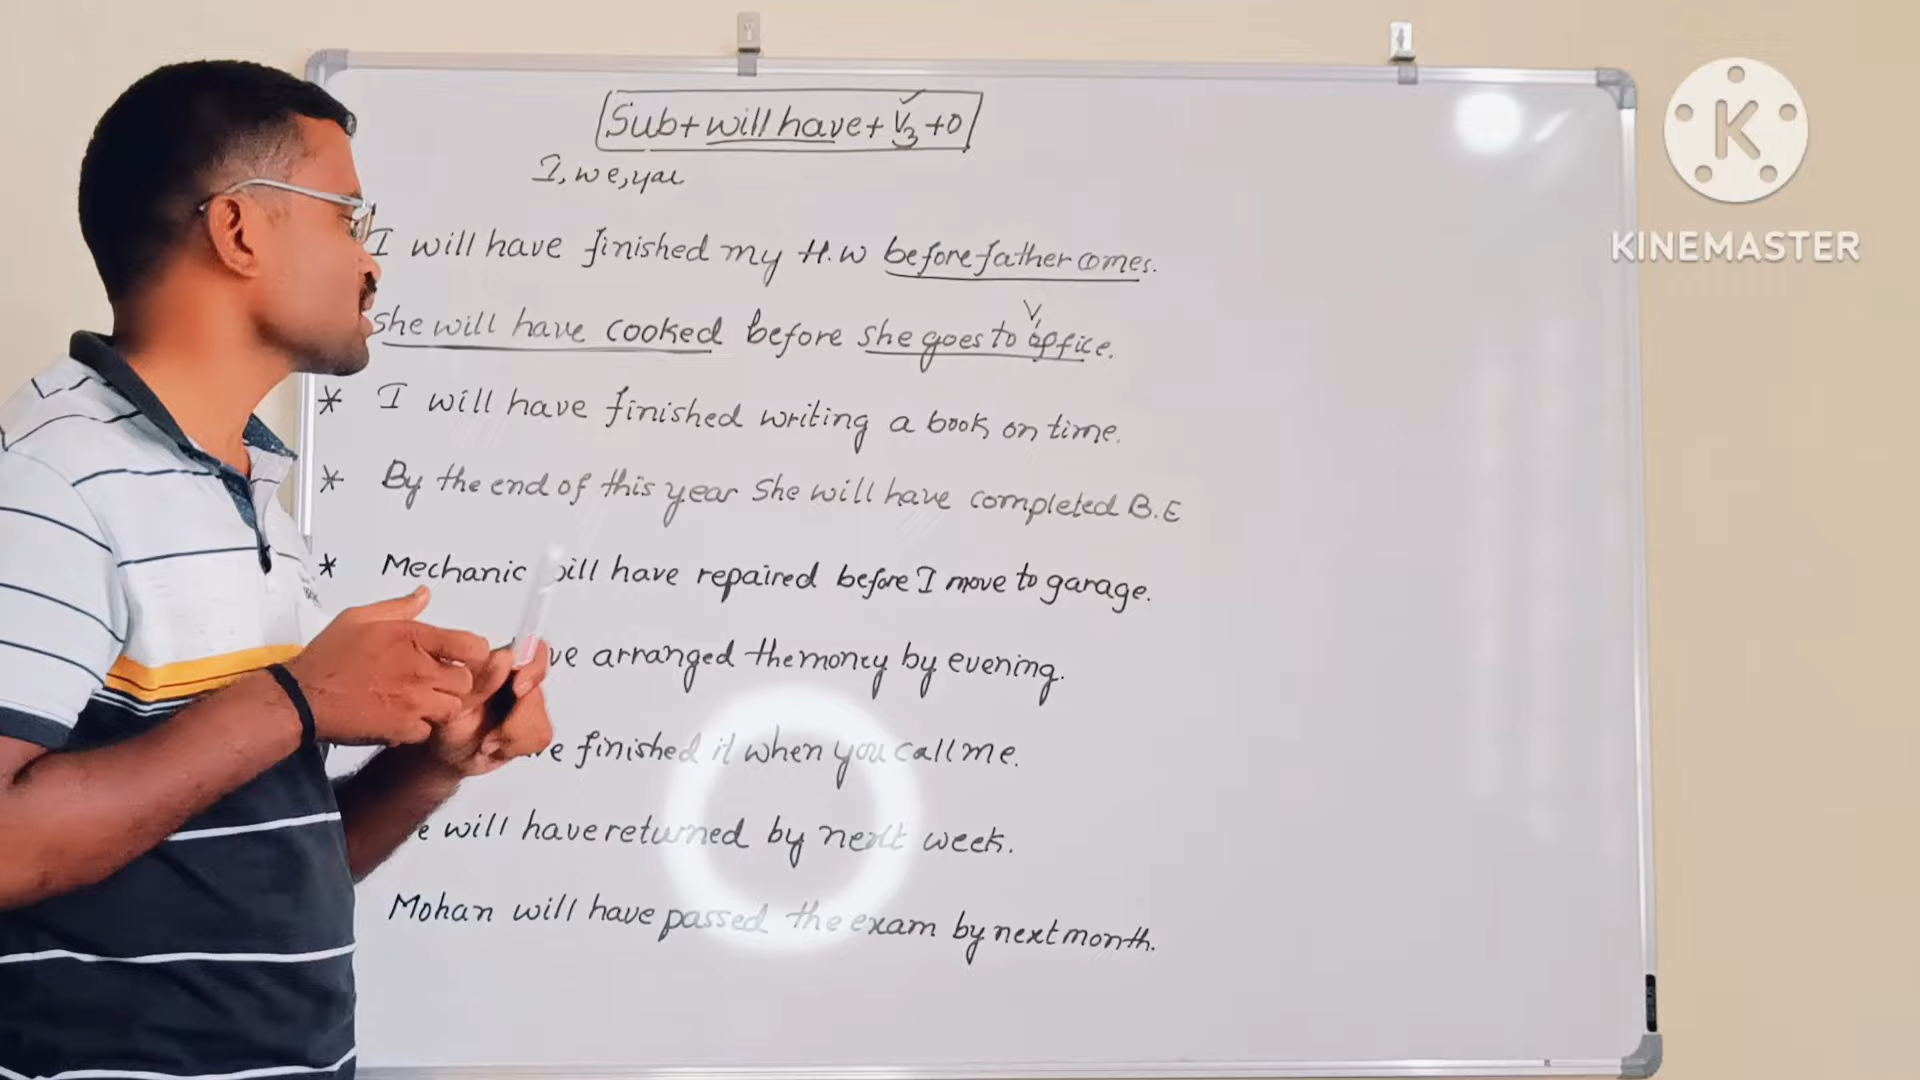 Sub+ will have + V3 + O
I, we, you
I will have finished my H.W before father comes.
V1
She will have cooked before she goes to office.
* I will have finished writing a book on time.
* By the end of this year She will have completed B.E
* Mechanic will have repaired before I move to garage.
arranged the money by evening.
finished it when you call me.
will have returned by next week.
Mohan will have passed the exam by next month.
K
KINEMASTER